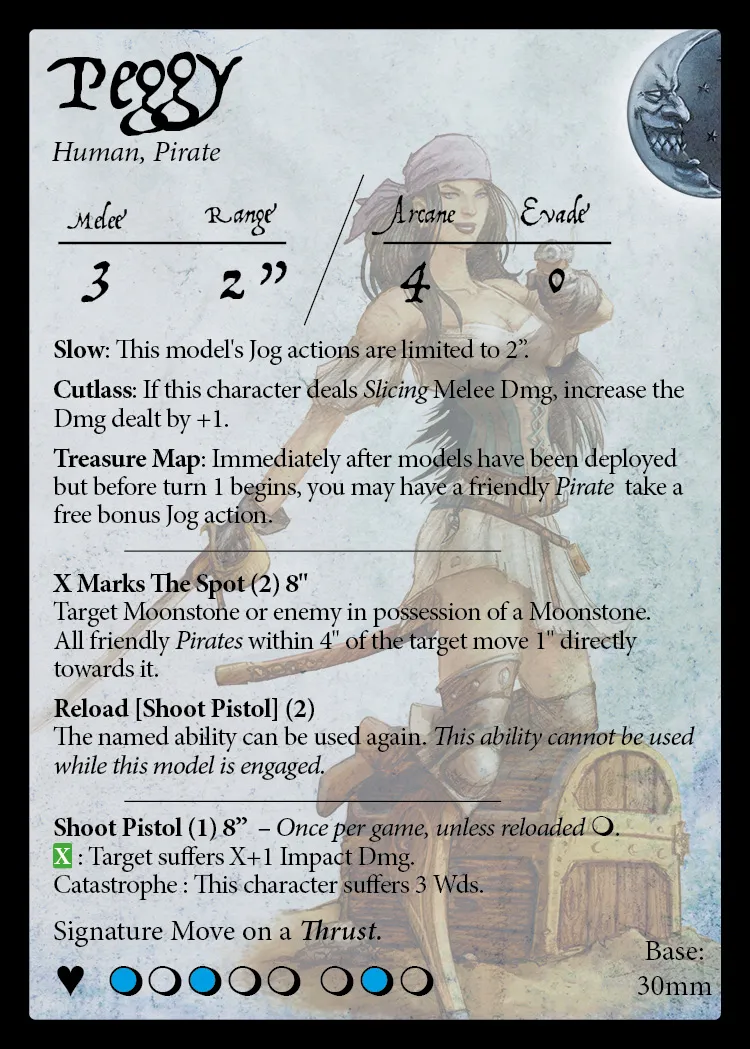 Peggy
Human, Pirate
Melee Range Arcane Evade
3 2” 4 0
Slow: This model's Jog actions are limited to 2”.
Cutlass: If this character deals Slicing Melee Dmg, increase the
Dmg dealt by +1.
Treasure Map: Immediately after models have been deployed
but before turn 1 begins, you may have a friendly Pirate take a
free bonus Jog action.
X Marks The Spot (2) 8"
Target Moonstone or enemy in possession of a Moonstone.
All friendly Pirates within 4" of the target move 1" directly
towards it.
Reload [Shoot Pistol] (2)
The named ability can be used again. This ability cannot be used
while this model is engaged.
Shoot Pistol (1) 8” – Once per game, unless reloaded ❍.
X : Target suffers X+1 Impact Dmg.
Catastrophe : This character suffers 3 Wds.
Signature Move on a Thrust.
Base:
30mm